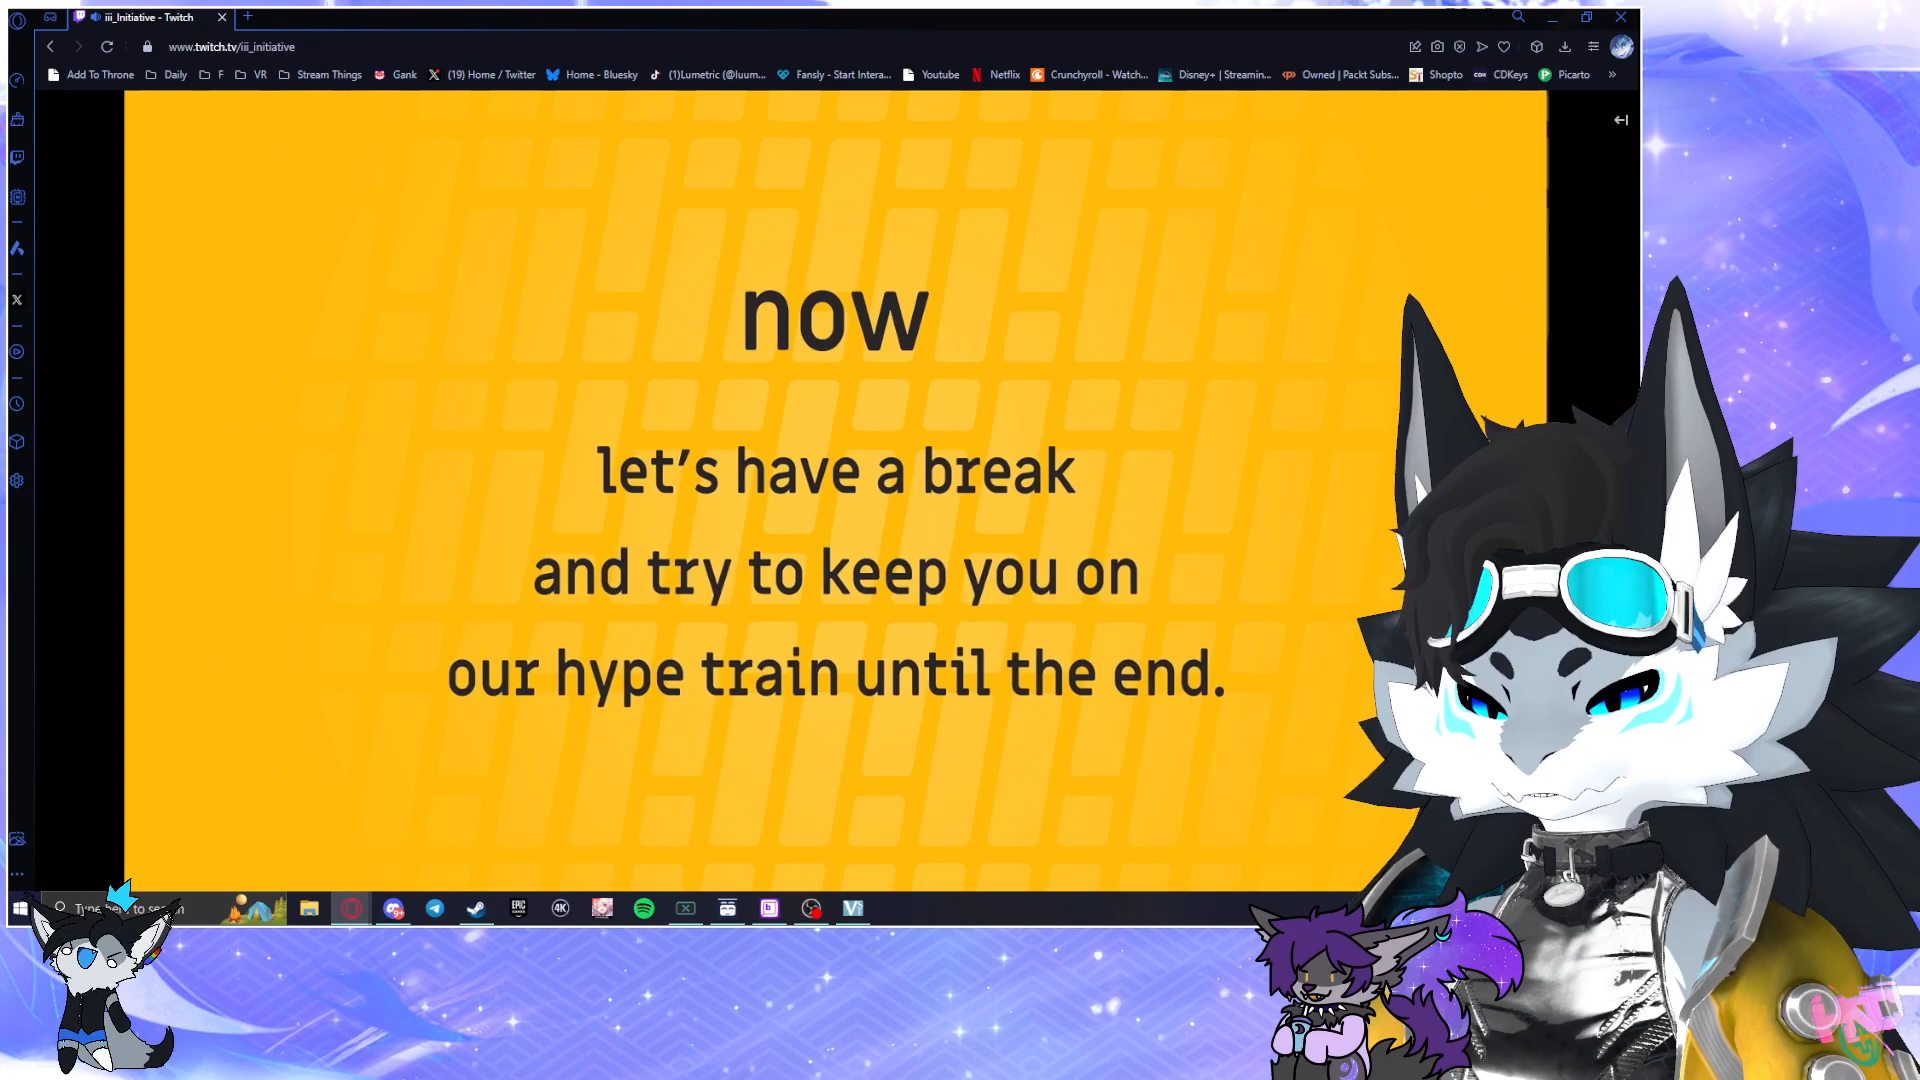 iii_Initiative - Twitch
www.twitch.tv/iii_initiative
Add To Throne Daily F VR Stream Things Gank (19) Home / Twitter Home - Bluesky (1)Lumetric (@luum... Fansly - Start Intera... Youtube Netflix Crunchyroll - Watch... Disney+ | Streamin... Owned | Packt Subs... Shopto CDKeys Picarto
now
let's have a break
and try to keep you on
our hype train until the end.
EPIC
4K